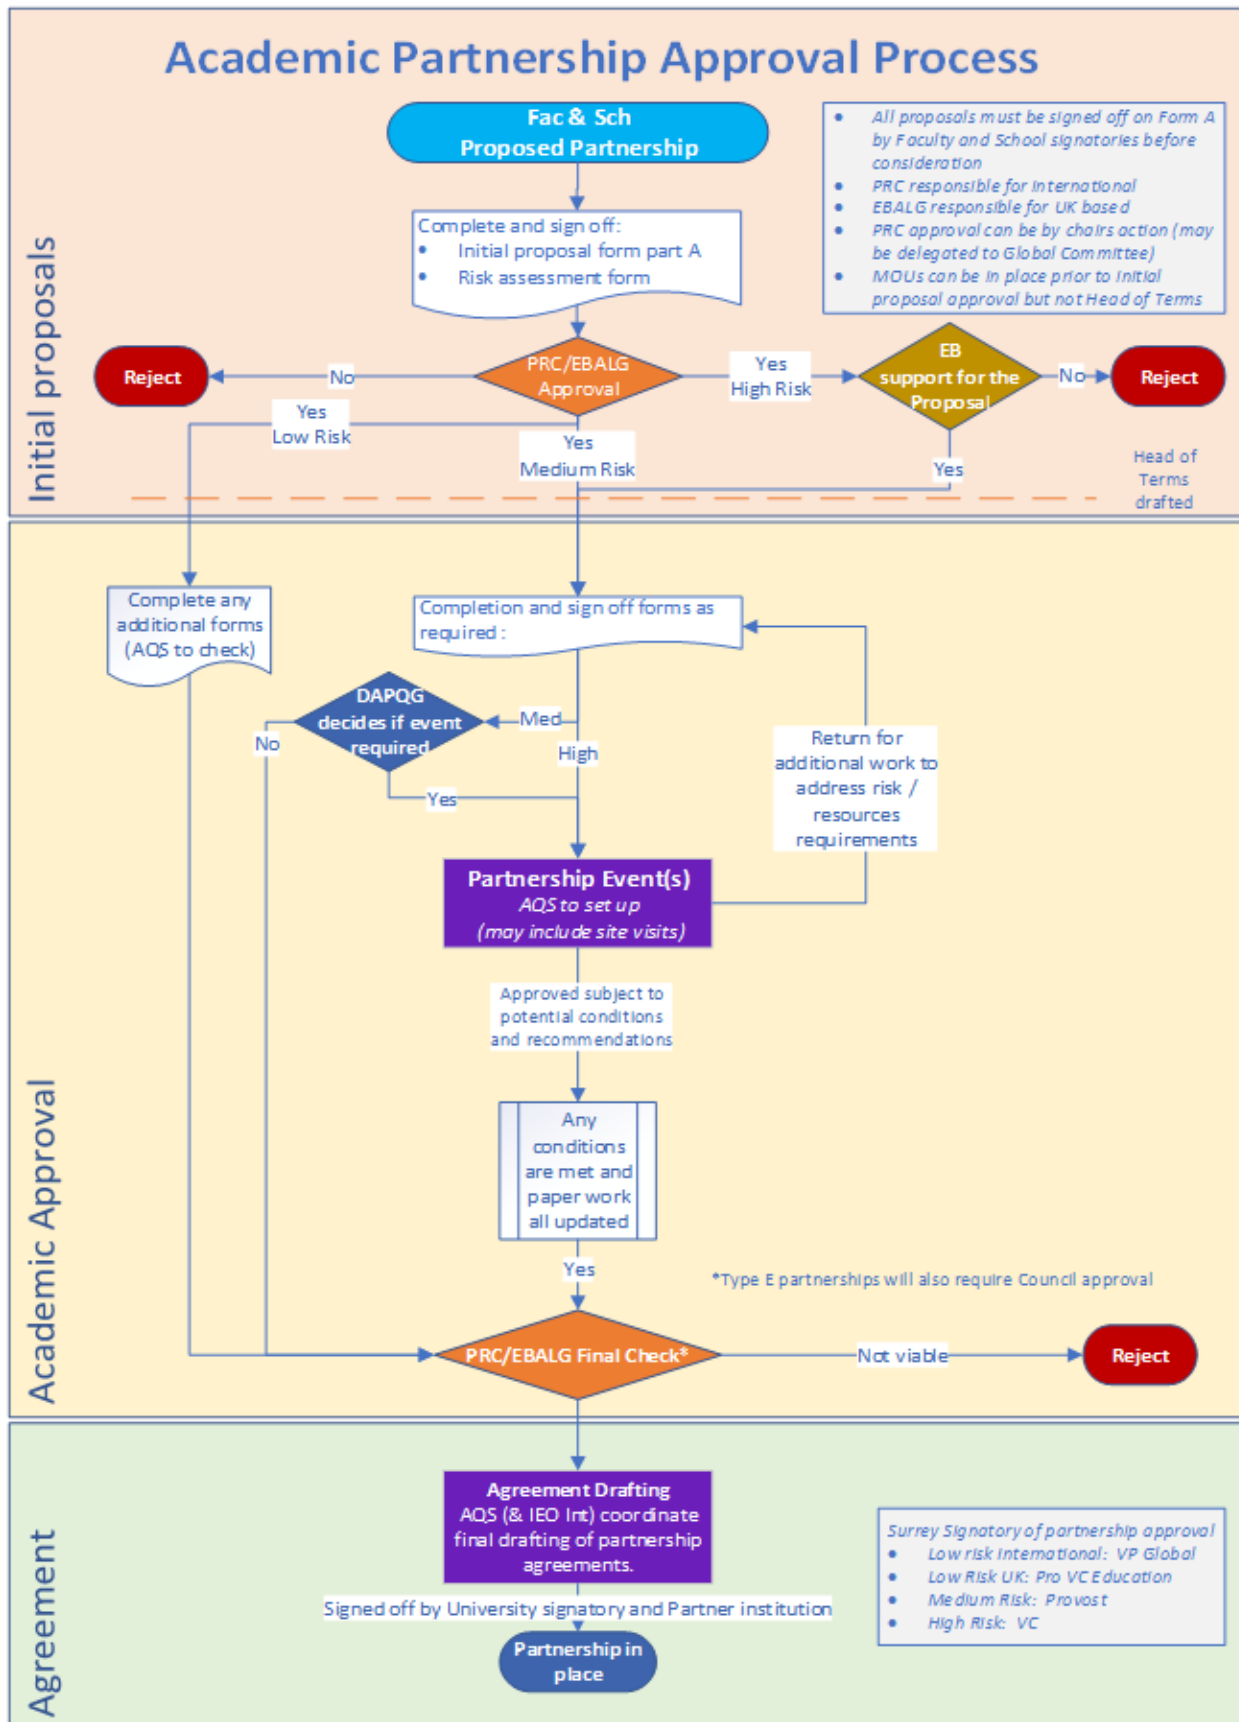 Academic Partnership Approval Process
Fac & Sch
Proposed Partnership
• All proposals must be signed off on Form A
by Faculty and School signatories before
consideration
• PRC responsible for International
• EBALG responsible for UK based
• PRC approval can be by chairs action (may
be delegated to Global Committee)
• MOUs can be in place prior to initial
proposal approval but not Head of Terms
Initial proposals
Complete and sign off:
• Initial proposal form part A
• Risk assessment form
Reject
No
PRC/EBALG
Approval
Yes
High Risk
EB
support for the
Proposal
No
Reject
Yes
Low Risk
Yes
Medium Risk
Yes
Head of
Terms
drafted
Academic Approval
Complete any
additional forms
(AQS to check)
Completion and sign off forms as
required :
DAPQG
decides if event
required
Med
No
High
Yes
Return for
additional work to
address risk /
resources
requirements
Partnership Event(s)
AQS to set up
(may include site visits)
Approved subject to
potential conditions
and recommendations
Any
conditions
are met and
paper work
all updated
Yes
*Type E partnerships will also require Council approval
PRC/EBALG Final Check*
Not viable
Reject
Agreement
Agreement Drafting
AQS (& IEO Int) coordinate
final drafting of partnership
agreements.
Surrey Signatory of partnership approval
• Low risk International: VP Global
• Low Risk UK: Pro VC Education
• Medium Risk: Provost
• High Risk: VC
Signed off by University signatory and Partner institution
Partnership in
place